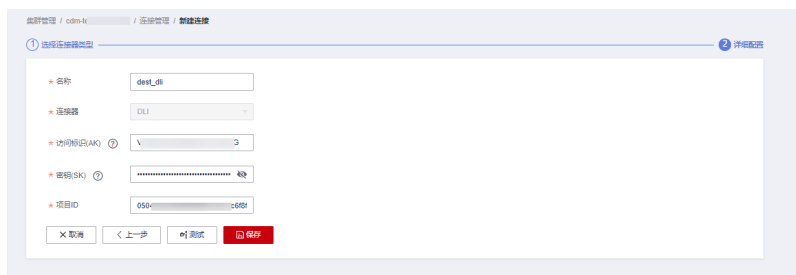 集群管理 / cdm-t / 连接管理 / 新建连接
1 选择连接器类型 2 详细配置
* 名称 dest_dli
* 连接器 DLI
* 访问标识(AK) ? V G
* 密钥(SK) ? ••••••••••••••••••••••••••••••••
* 项目ID 0504 c6f8f
取消 上一步 测试 保存